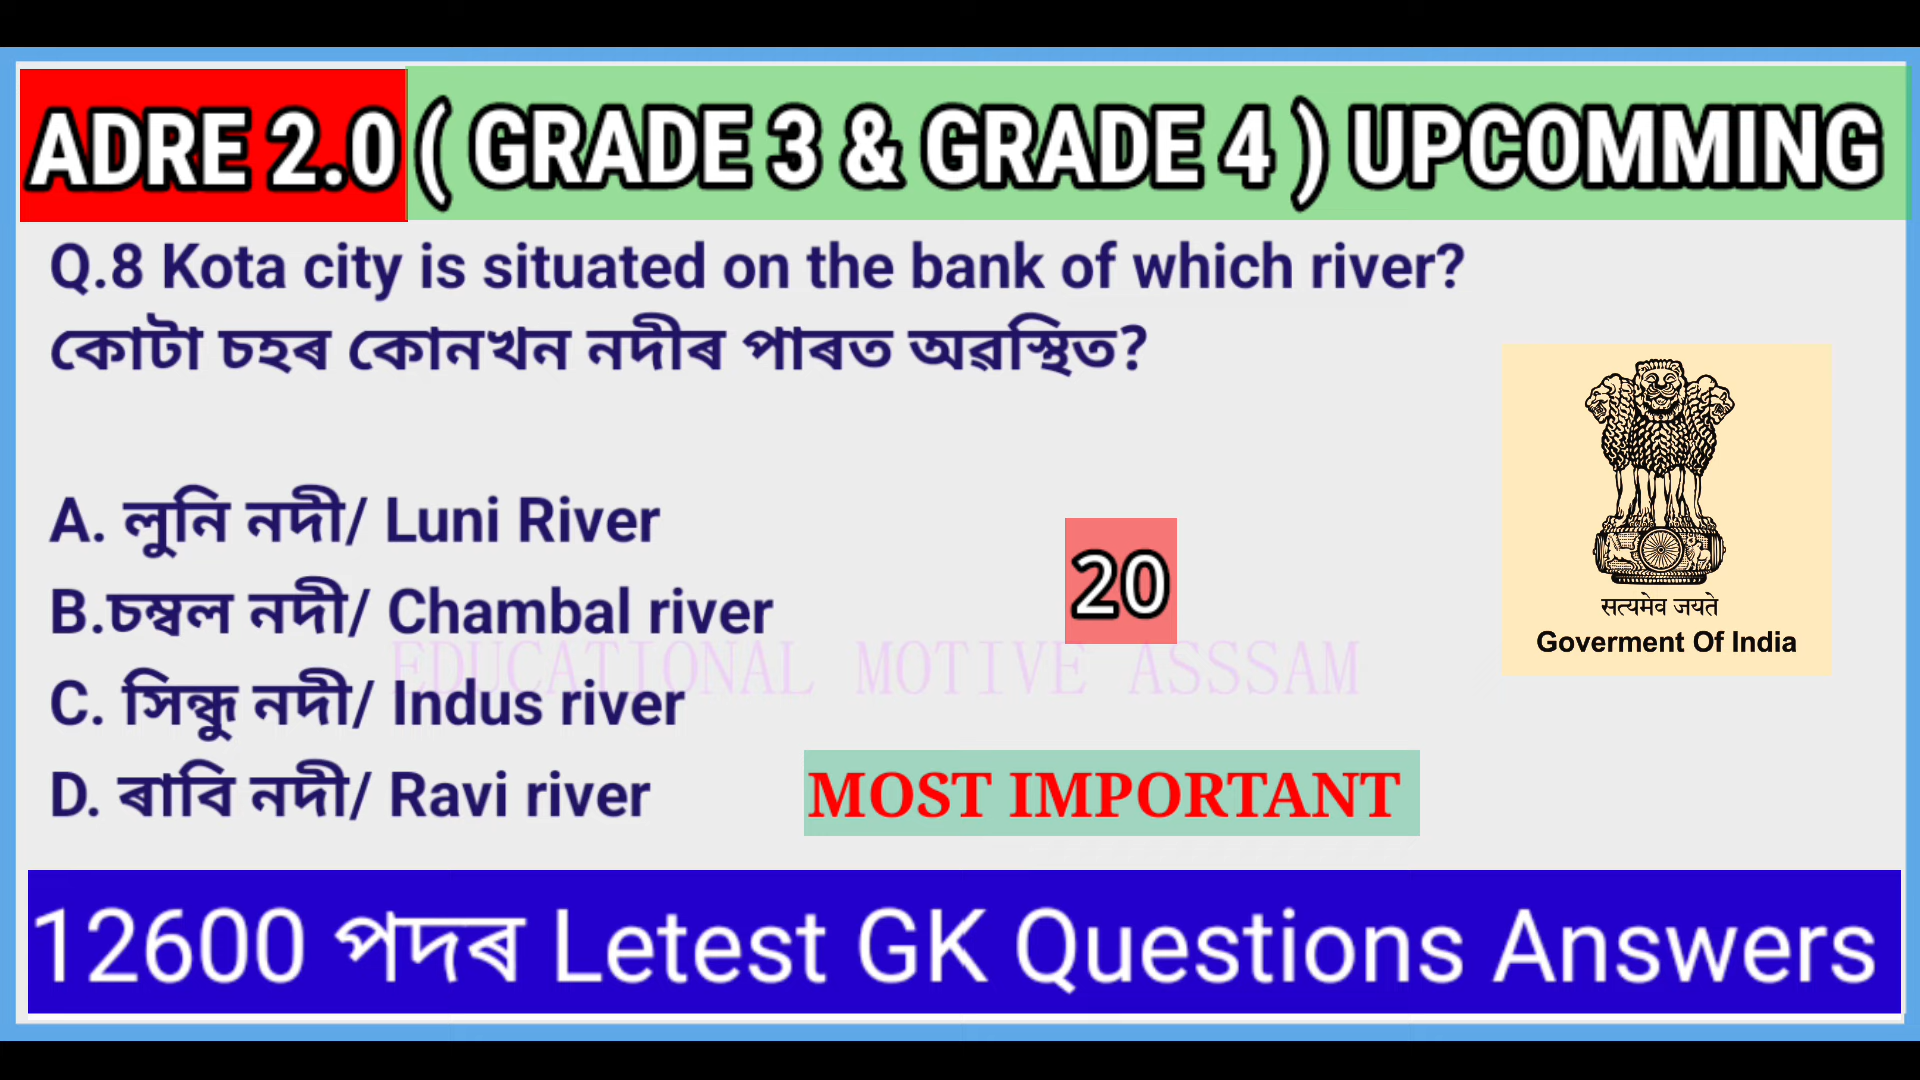 ADRE 2.0 ( GRADE 3 & GRADE 4 ) UPCOMMING
Q.8 Kota city is situated on the bank of which river?
কোটা চহৰ কোনখন নদীৰ পাৰত অৱস্থিত?
A. লুনি নদী/ Luni River
B.চম্বল নদী/ Chambal river
C. সিন্ধু নদী/ Indus river
D. ৰাবি নদী/ Ravi river
20
EDUCATIONAL MOTIVE ASSSAM
MOST IMPORTANT
सत्यमेव जयते
Goverment Of India
12600 পদৰ Letest GK Questions Answers